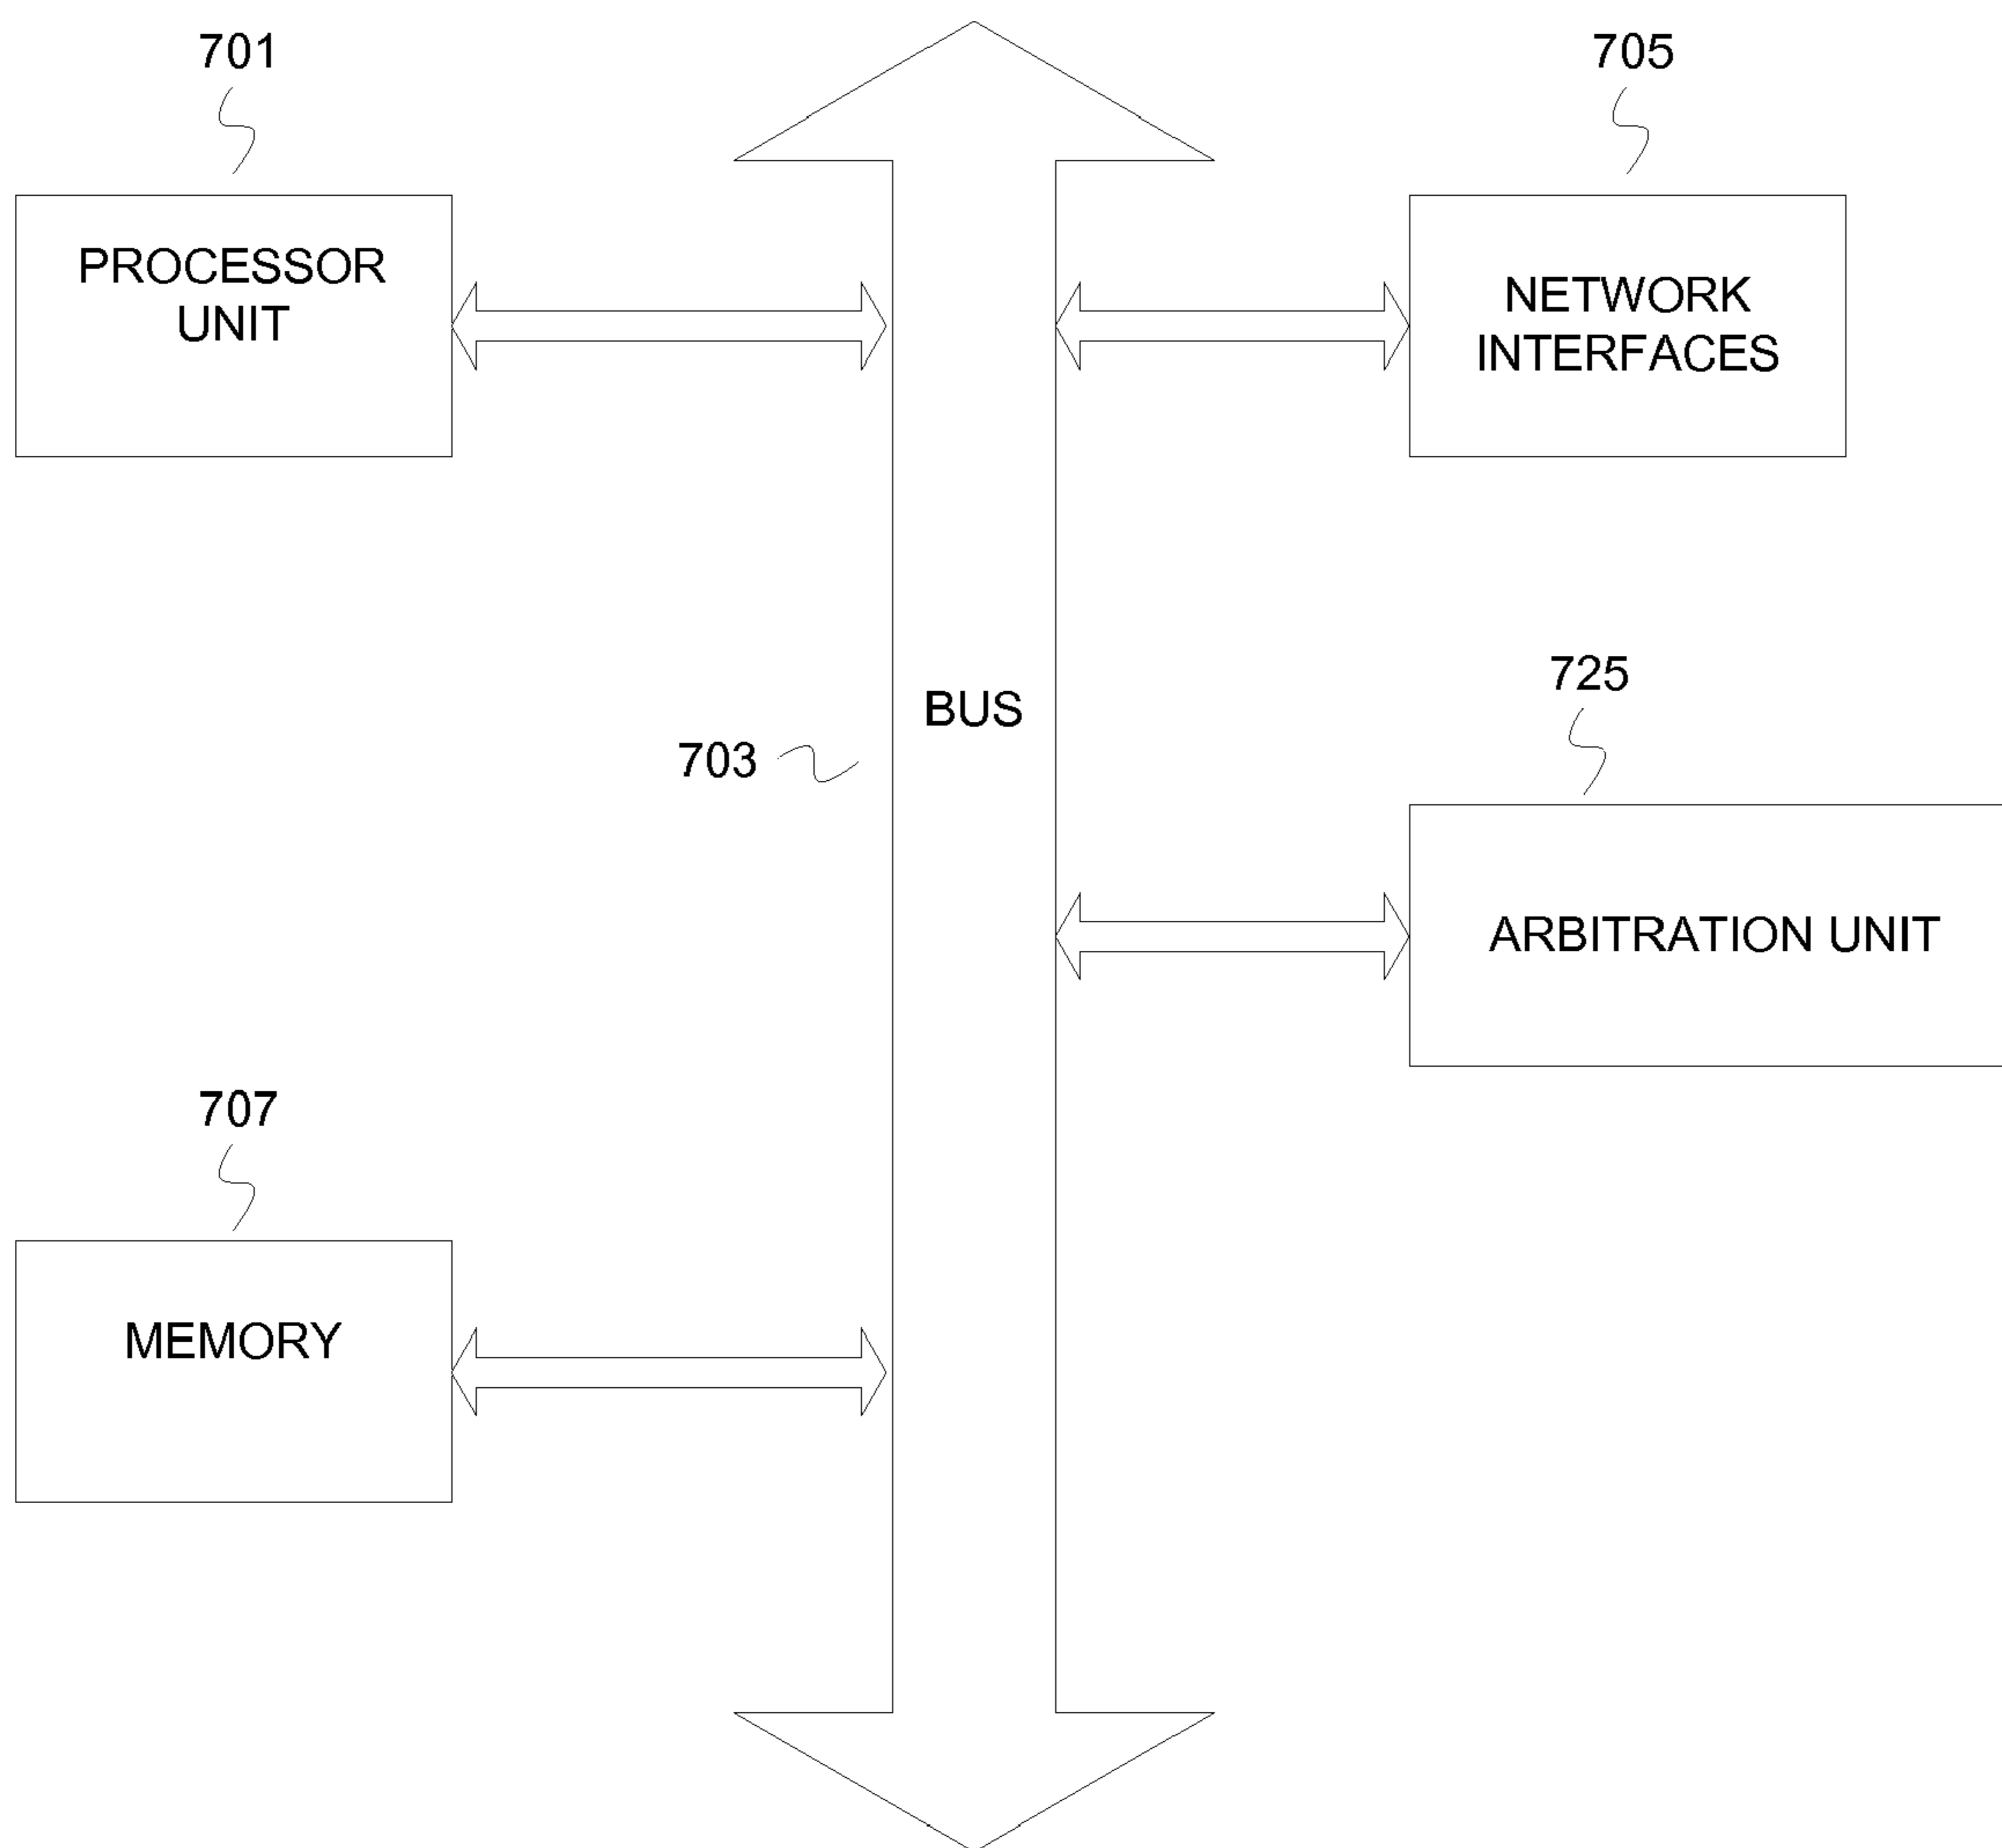 701
PROCESSOR
UNIT
705
NETWORK
INTERFACES
BUS
703
725
ARBITRATION UNIT
707
MEMORY